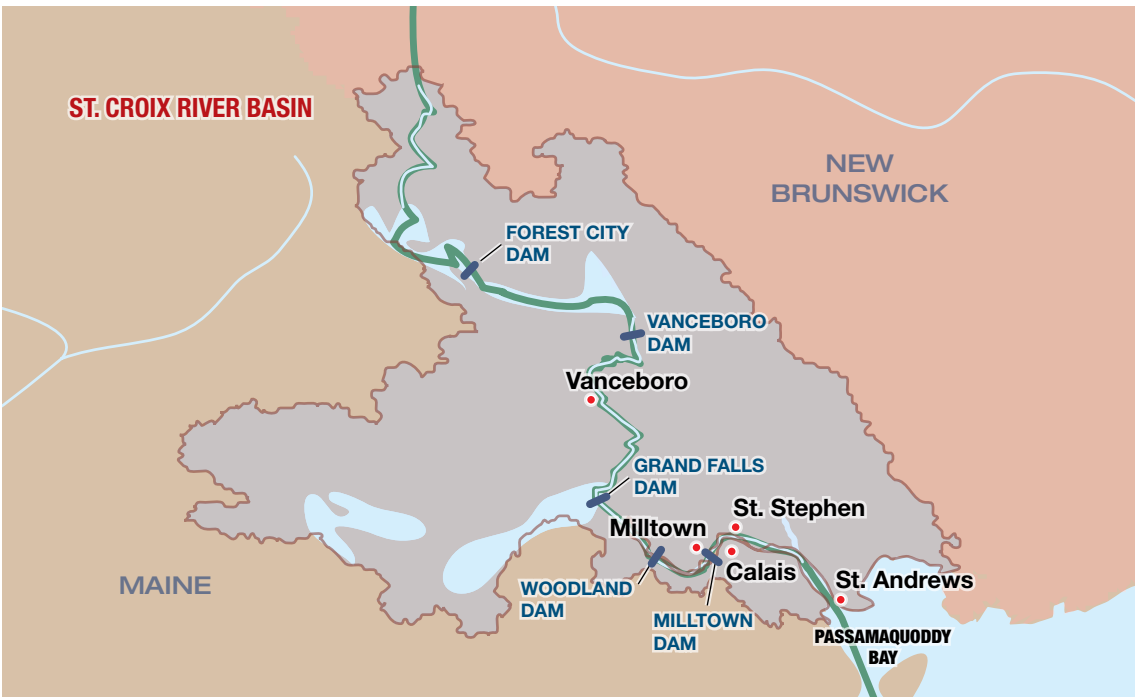 ST. CROIX RIVER BASIN
NEW
BRUNSWICK
FOREST CITY
DAM
VANCEBORO
DAM
Vanceboro
GRAND FALLS
DAM
St. Stephen
Milltown
Calais
St. Andrews
MAINE
WOODLAND
DAM
MILLTOWN
DAM
PASSAMAQUODDY
BAY